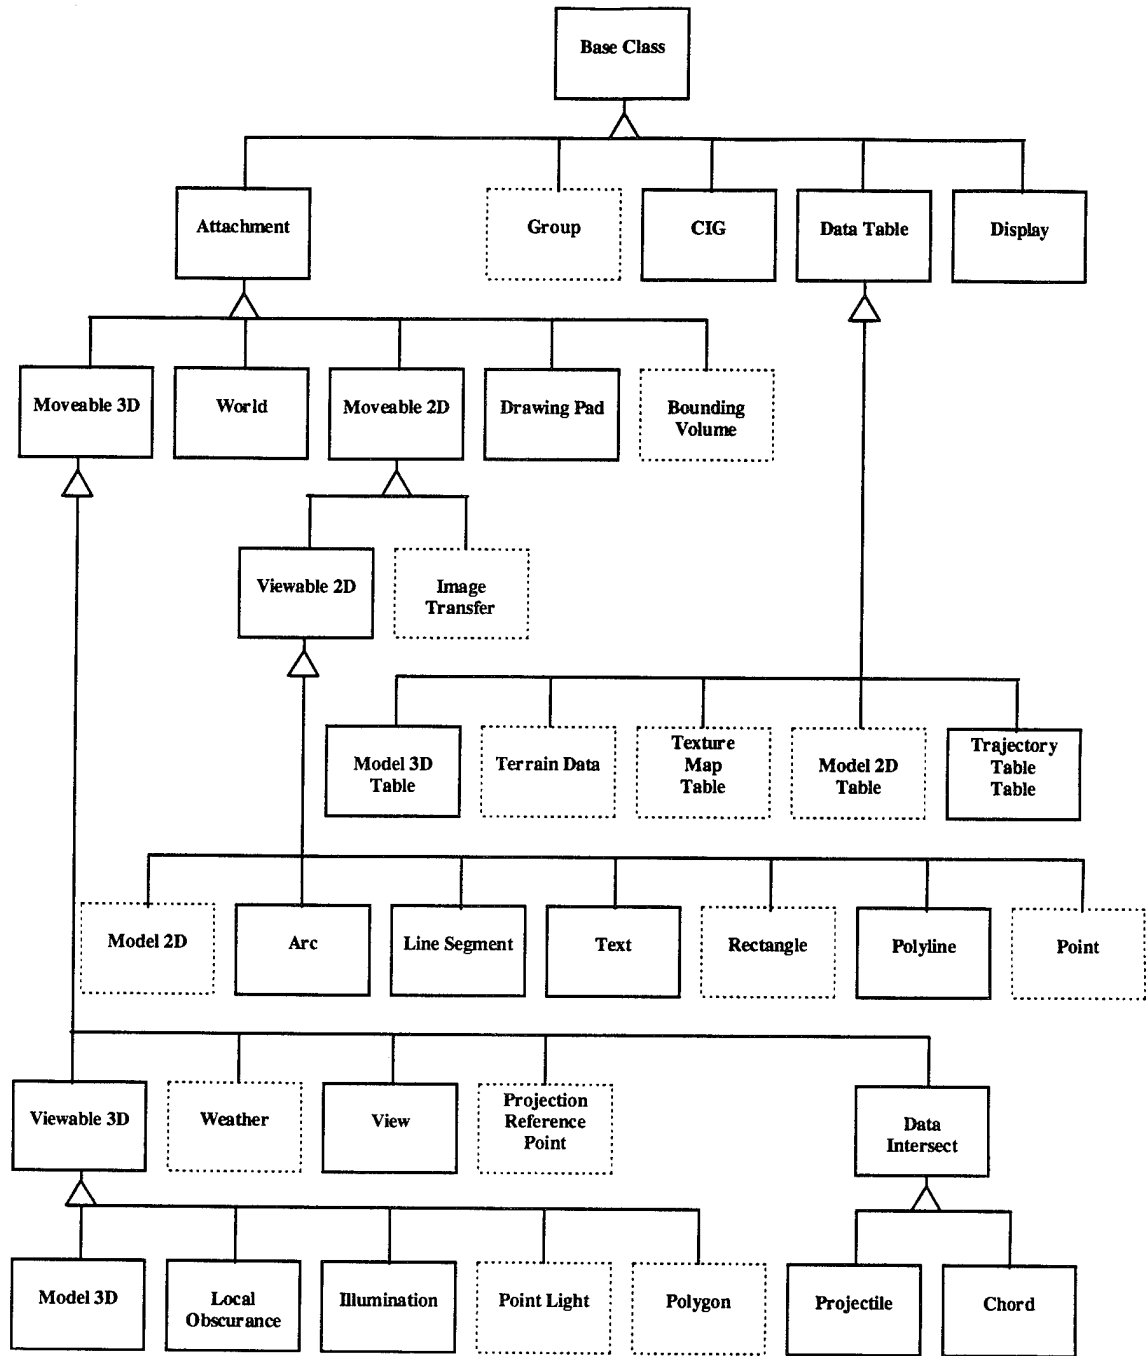 Base Class
Attachment
Group
CIG
Data Table
Display
Moveable 3D
World
Moveable 2D
Drawing Pad
Bounding
Volume
Viewable 2D
Image
Transfer
Model 3D
Table
Terrain Data
Texture
Map
Table
Model 2D
Table
Trajectory
Table
Table
Model 2D
Arc
Line Segment
Text
Rectangle
Polyline
Point
Viewable 3D
Weather
View
Projection
Reference
Point
Data
Intersect
Model 3D
Local
Obscurance
Illumination
Point Light
Polygon
Projectile
Chord